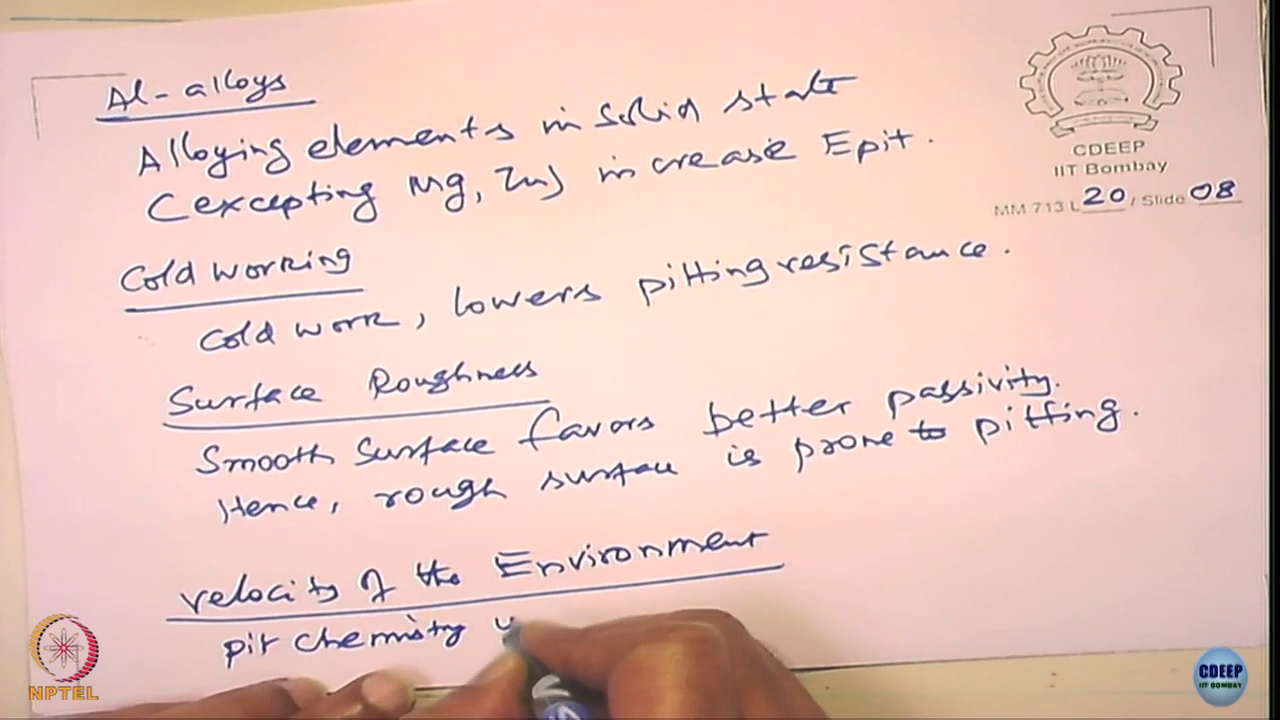 Al-alloys
Alloying elements in solid state
(excepting Mg, Zn) increase Epit.
Cold working
Cold work, lowers pitting resistance.
Surface Roughness
Smooth surface favors better passivity.
Hence, rough surface is prone to pitting.
velocity of the Environment
pit chemistry
CDEEP
IIT Bombay
MM 713 L 20 / Slide 08
NPTEL
CDEEP
IIT BOMBAY